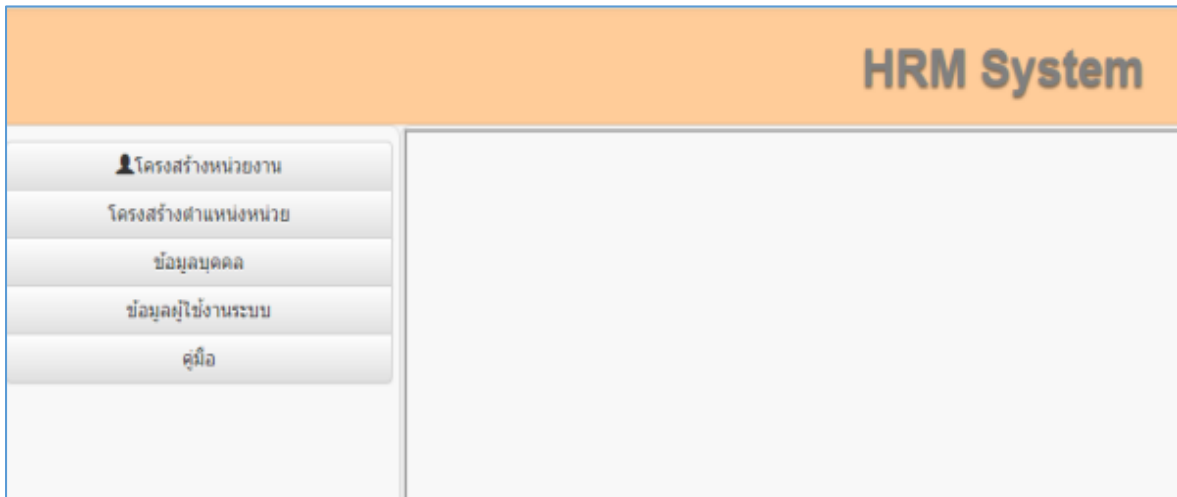 HRM System
โครงสร้างหน่วยงาน
โครงสร้างตำแหน่งหน่วย
ข้อมูลบุคคล
ข้อมูลผู้ใช้งานระบบ
คู่มือ